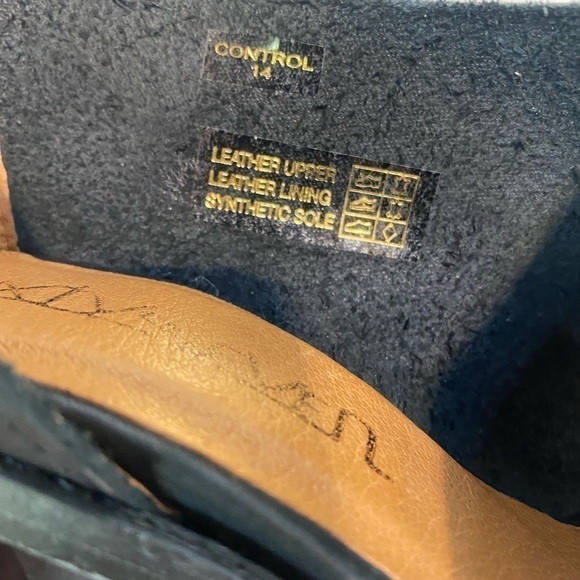 CONTROL
14
LEATHER UPPER
LEATHER LINING
SYNTHETIC SOLE